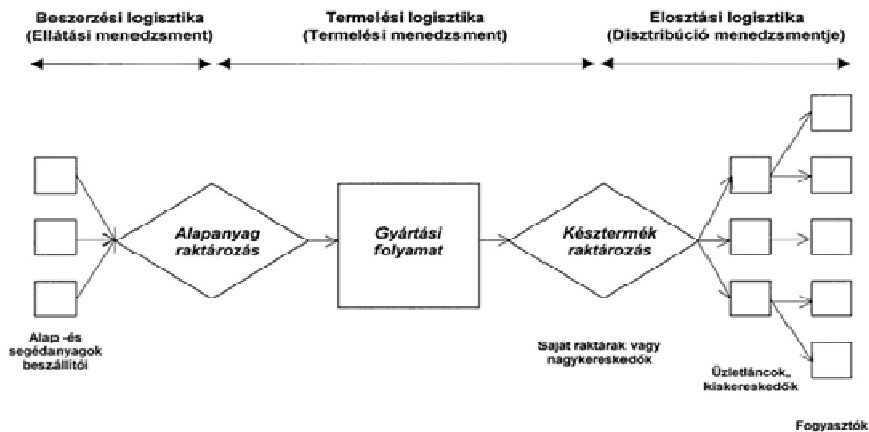 Beszerzési logisztika
(Ellátási menedzsment)
Termelési logisztika
(Termelési menedzsment)
Elosztási logisztika
(Disztribúció menedzsmentje)
Alapanyag
raktározás
Gyártási
folyamat
Késztermék
raktározás
Alap -és
segédanyagok
beszállítói
Saját raktárak vagy
nagykereskedők
Üzletláncok,
kiskereskedők
Fogyasztók